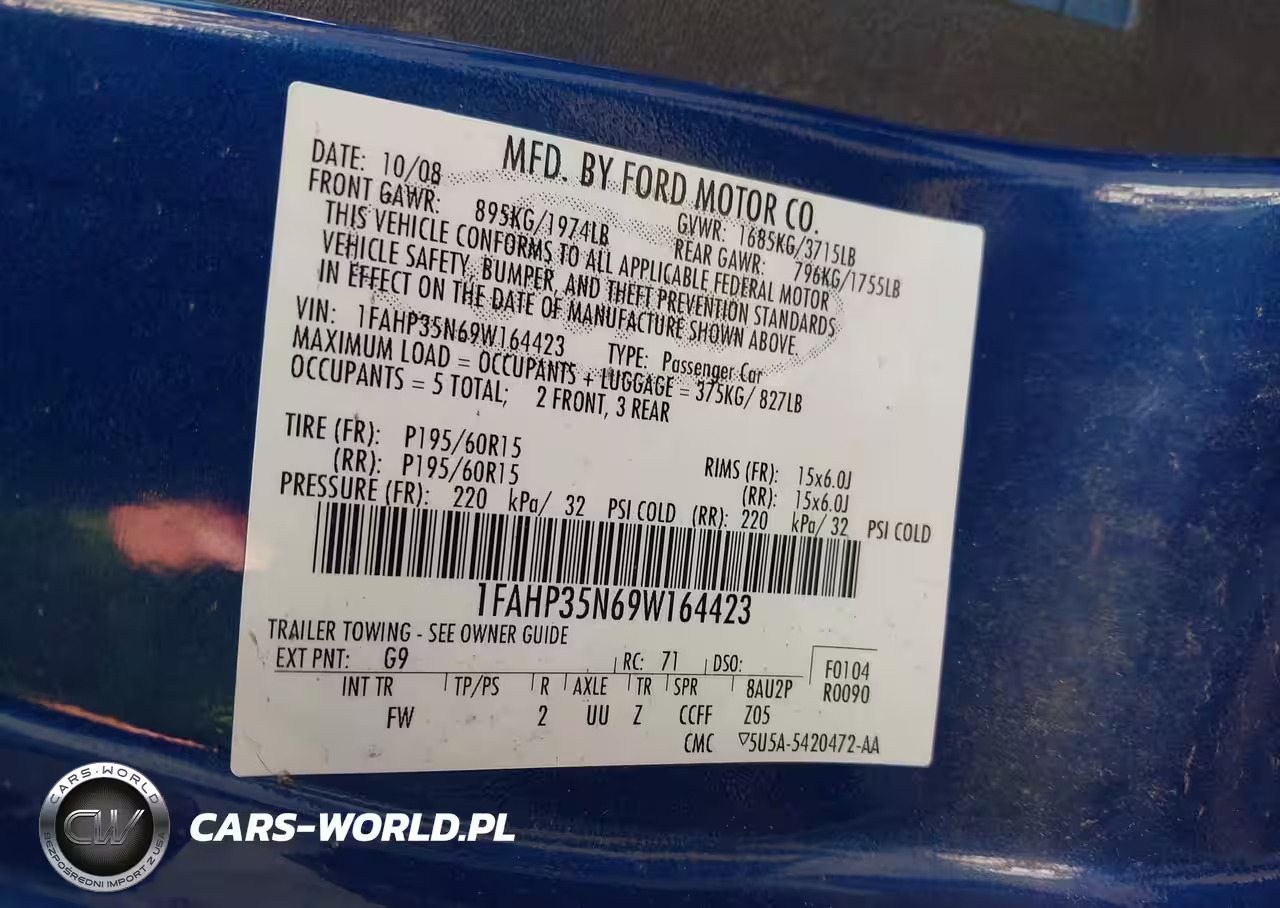 MFD. BY FORD MOTOR CO.
DATE: 10/08
GVWR: 1685KG/3715LB
FRONT GAWR: 895KG/1974LB
REAR GAWR: 796KG/1755LB
THIS VEHICLE CONFORMS TO ALL APPLICABLE FEDERAL MOTOR
VEHICLE SAFETY, BUMPER, AND THEFT PREVENTION STANDARDS
IN EFFECT ON THE DATE OF MANUFACTURE SHOWN ABOVE.
VIN: 1FAHP35N69W164423
TYPE: Passenger Car
MAXIMUM LOAD = OCCUPANTS + LUGGAGE = 375KG/827LB
OCCUPANTS = 5 TOTAL; 2 FRONT, 3 REAR
TIRE (FR): P195/60R15 RIMS (FR): 15x6.0J
(RR): P195/60R15 (RR): 15x6.0J
PRESSURE (FR): 220 kPa/ 32 PSI COLD (RR): 220 kPa/ 32 PSI COLD
1FAHP35N69W164423
TRAILER TOWING - SEE OWNER GUIDE
EXT PNT: G9 RC: 71 DSO: F0104
R0090
INT TR TP/PS R AXLE TR SPR 8AU2P
FW 2 UU Z CCFF Z05
CMC ▽5U5A-5420472-AA
CARS-WORLD
CW
BEZPOŚREDNI IMPORT Z USA
CARS-WORLD.PL